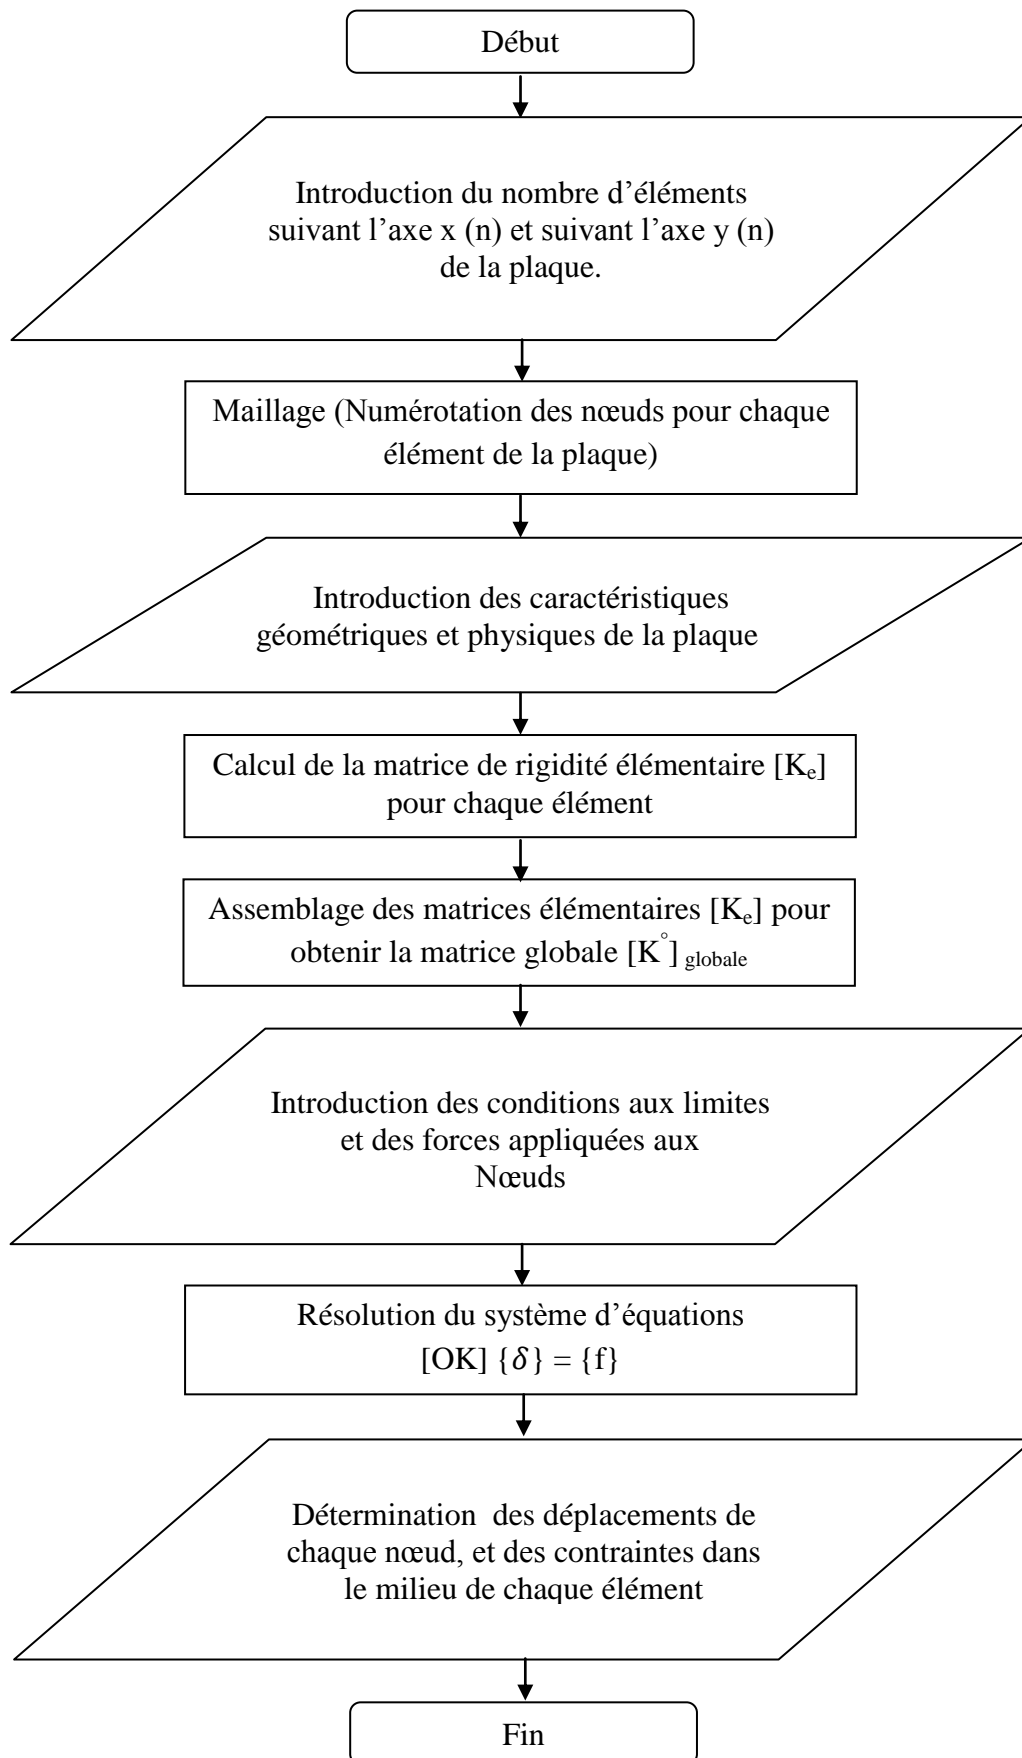 Début
Introduction du nombre d’éléments
suivant l’axe x (n) et suivant l’axe y (n)
de la plaque.
Maillage (Numérotation des nœuds pour chaque
élément de la plaque)
Introduction des caractéristiques
géométriques et physiques de la plaque
Calcul de la matrice de rigidité élémentaire [Kₑ]
pour chaque élément
Assemblage des matrices élémentaires [Kₑ] pour
obtenir la matrice globale [K°] globale
Introduction des conditions aux limites
et des forces appliquées aux
Nœuds
Résolution du système d’équations
[OK] {δ} = {f}
Détermination des déplacements de
chaque nœud, et des contraintes dans
le milieu de chaque élément
Fin